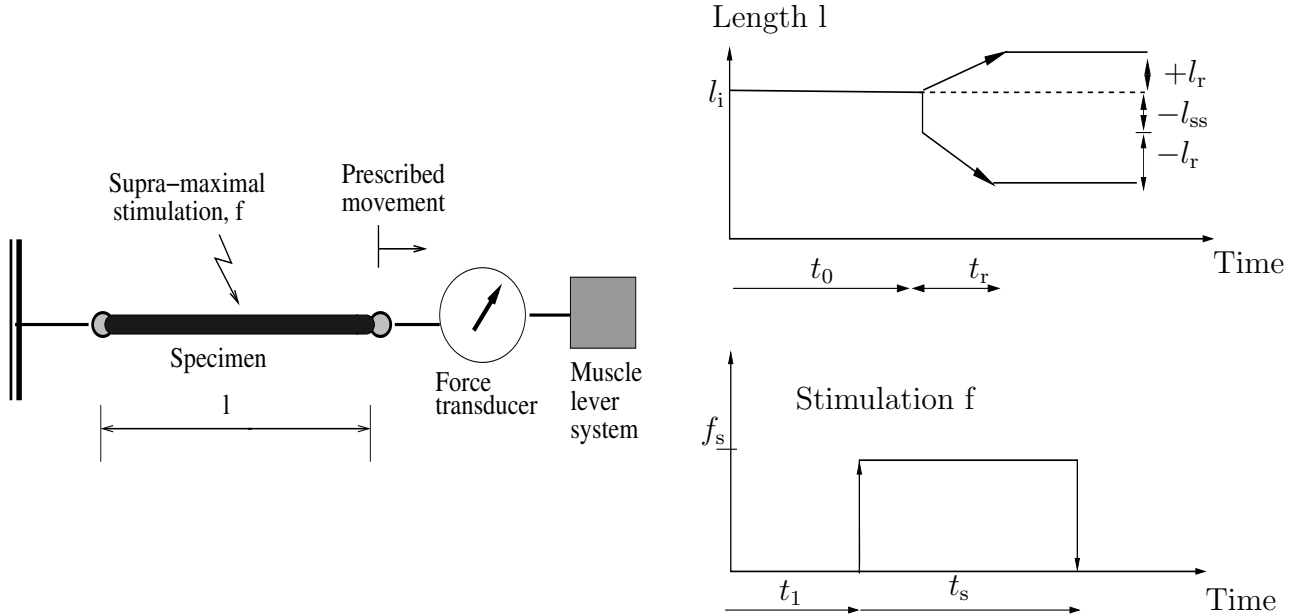 Supra-maximal
stimulation, f
Prescribed
movement
Specimen
l
Force
transducer
Muscle
lever
system
Length l
l_i
+l_r
-l_ss
-l_r
Time
t_0
t_r
Stimulation f
f_s
Time
t_1
t_s